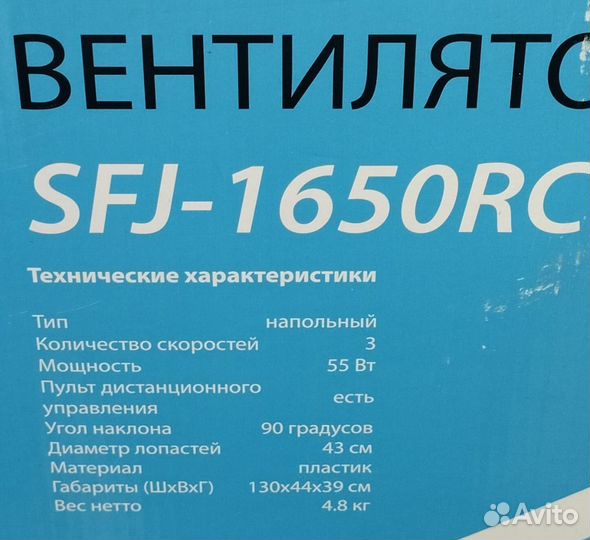 ВЕНТИЛЯТО
SFJ-1650RC
Технические характеристики
Тип напольный
Количество скоростей 3
Мощность 55 Вт
Пульт дистанционного
управления есть
Угол наклона 90 градусов
Диаметр лопастей 43 см
Материал пластик
Габариты (ШхВхГ) 130х44х39 см
Вес нетто 4.8 кг
Avito